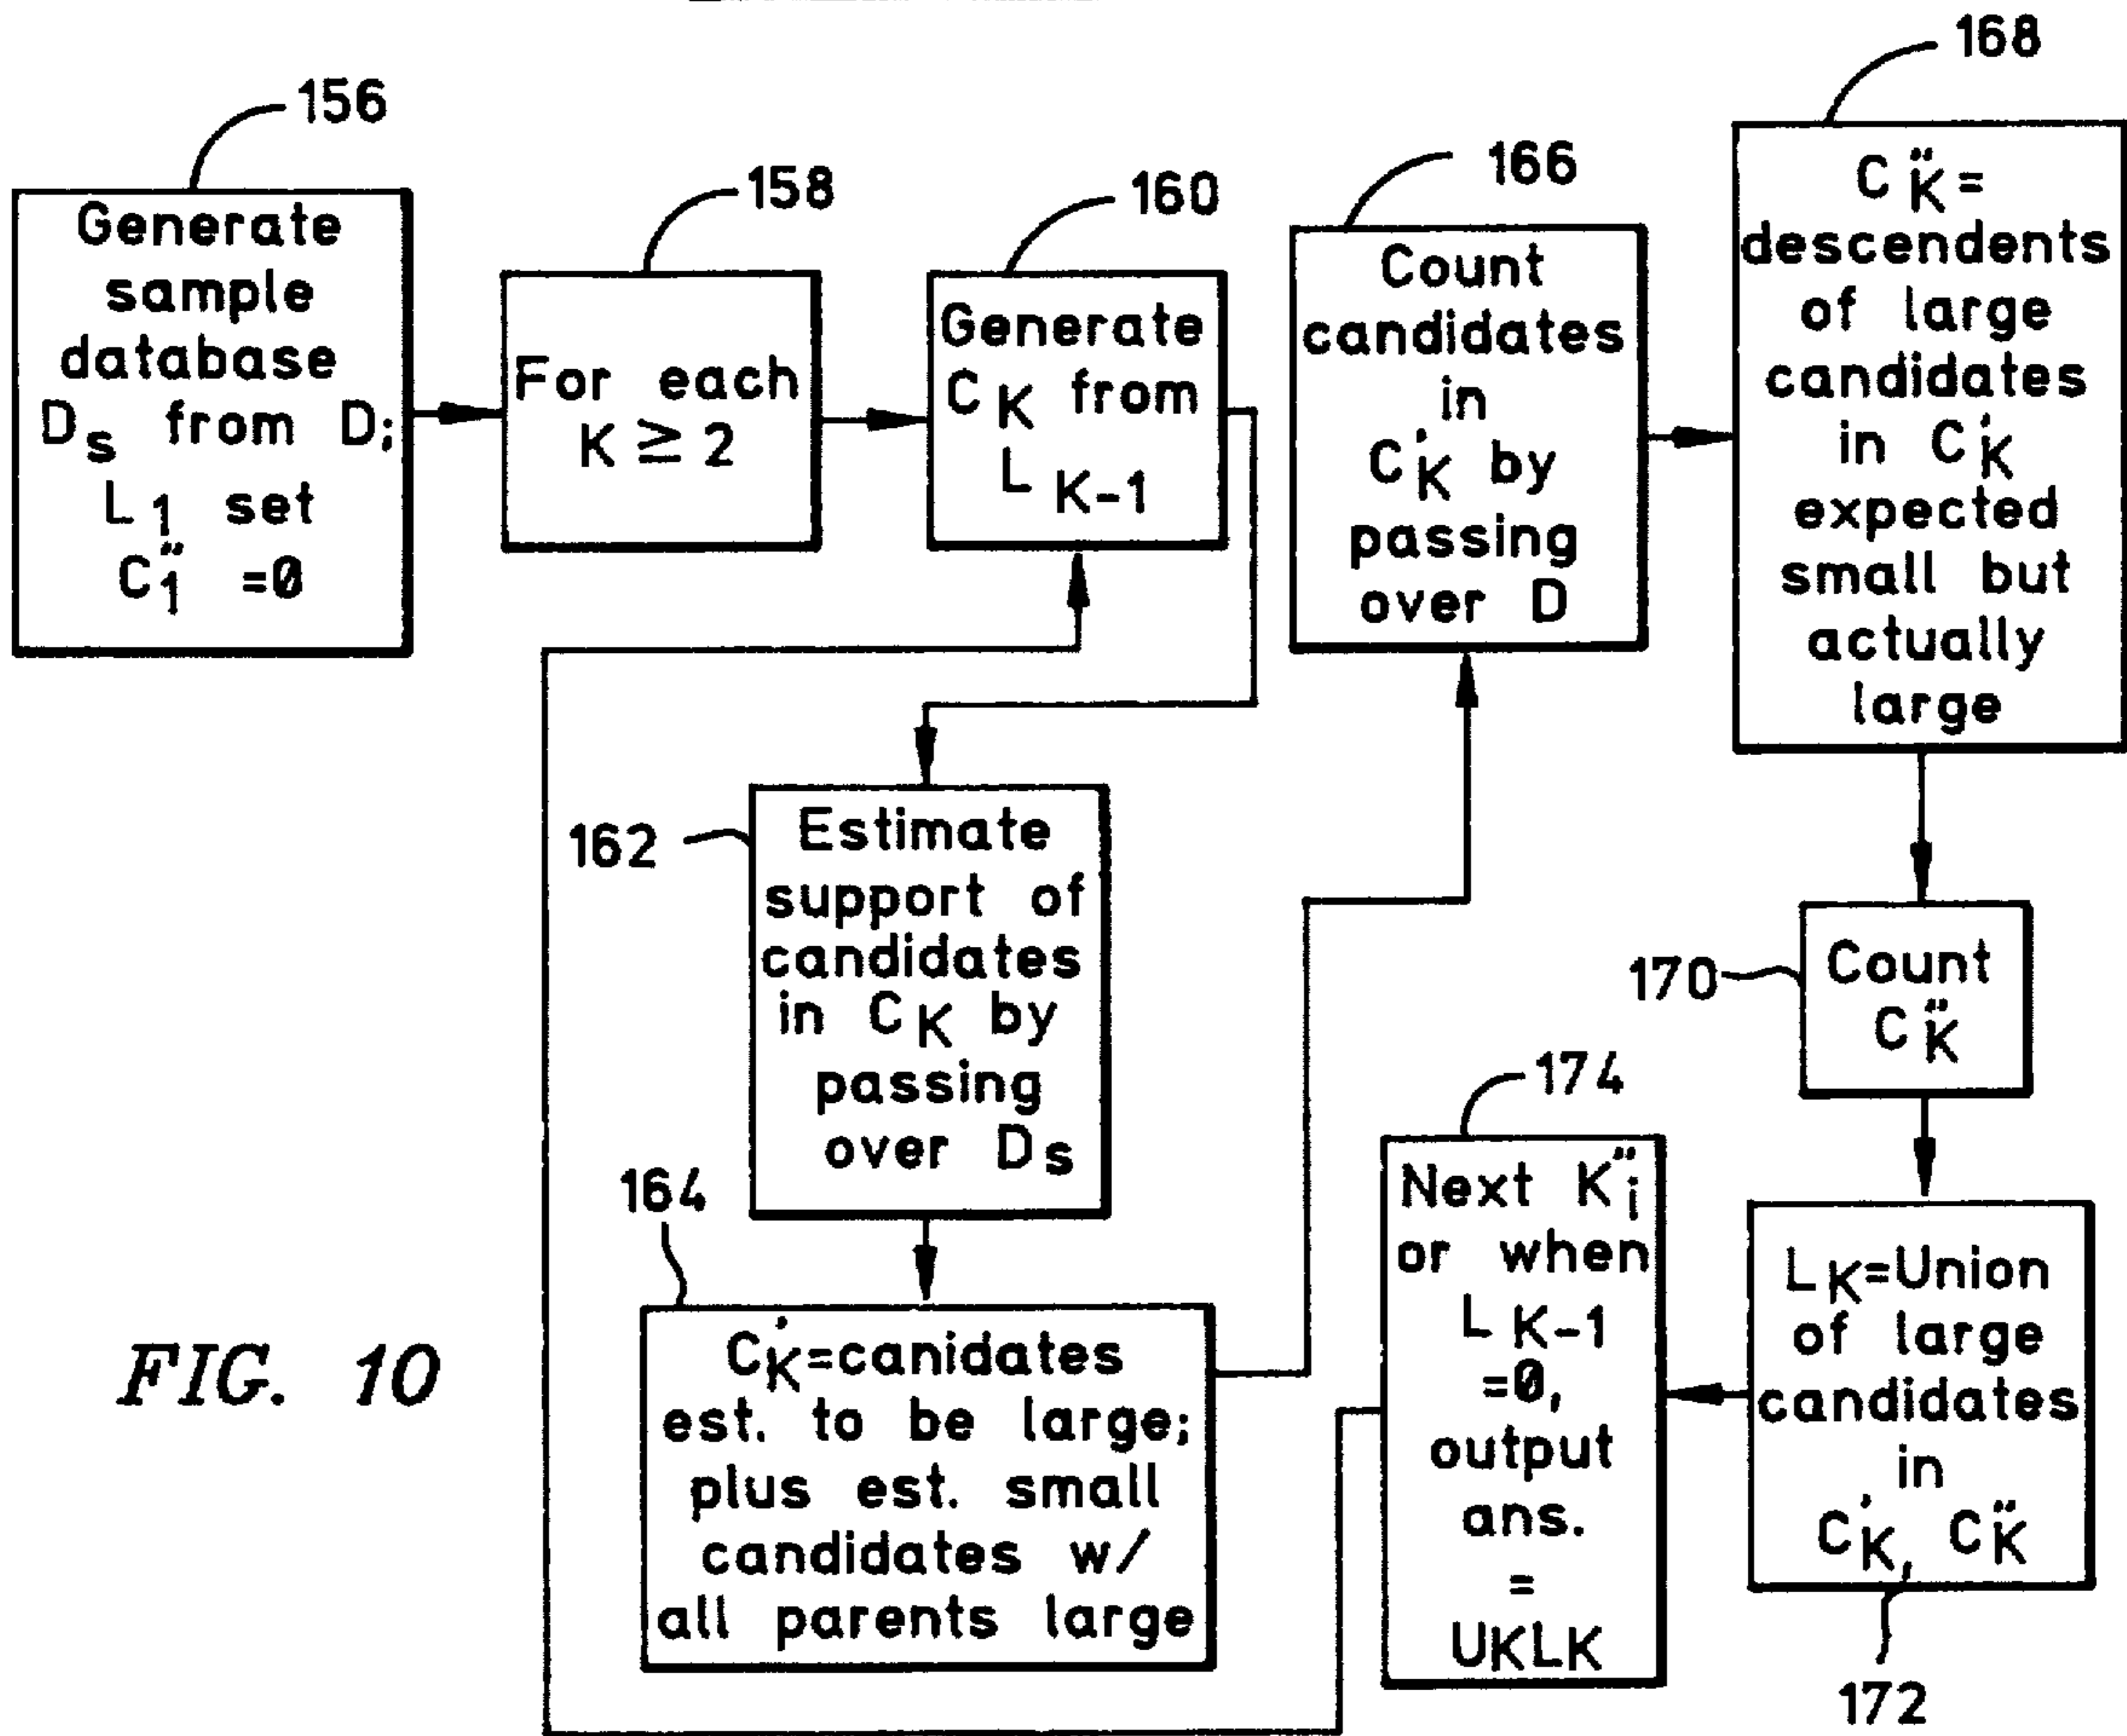 156
Generate
sample
database
Ds from D;
L1 set
C"1 =0
158
For each
K ≥ 2
160
Generate
CK from
LK-1
162
Estimate
support of
candidates
in CK by
passing
over Ds
164
C'K=canidates
est. to be large;
plus est. small
candidates w/
all parents large
166
Count
candidates
in
C'K by
passing
over D
168
C"K=
descendents
of large
candidates
in C'K
expected
small but
actually
large
170
Count
C"K
172
LK=Union
of large
candidates
in
C'K, C"K
174
Next K"i
or when
LK-1
=0,
output
ans.
=
UKLK
FIG. 10